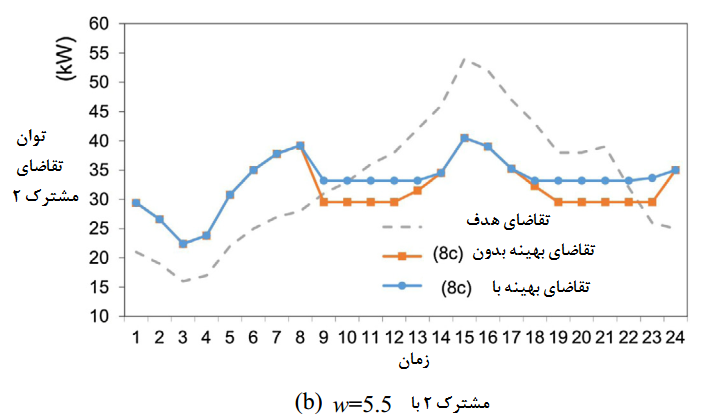 60
55
50
45
40
35
30
25
20
15
10
(kW)
توان
تقاضای
مشترک ۲
تقاضای هدف
تقاضای بهینه بدون (8c)
تقاضای بهینه با (8c)
1 2 3 4 5 6 7 8 9 10 11 12 13 14 15 16 17 18 19 20 21 22 23 24
زمان
(b) w=5.5 مشترک ۲ با